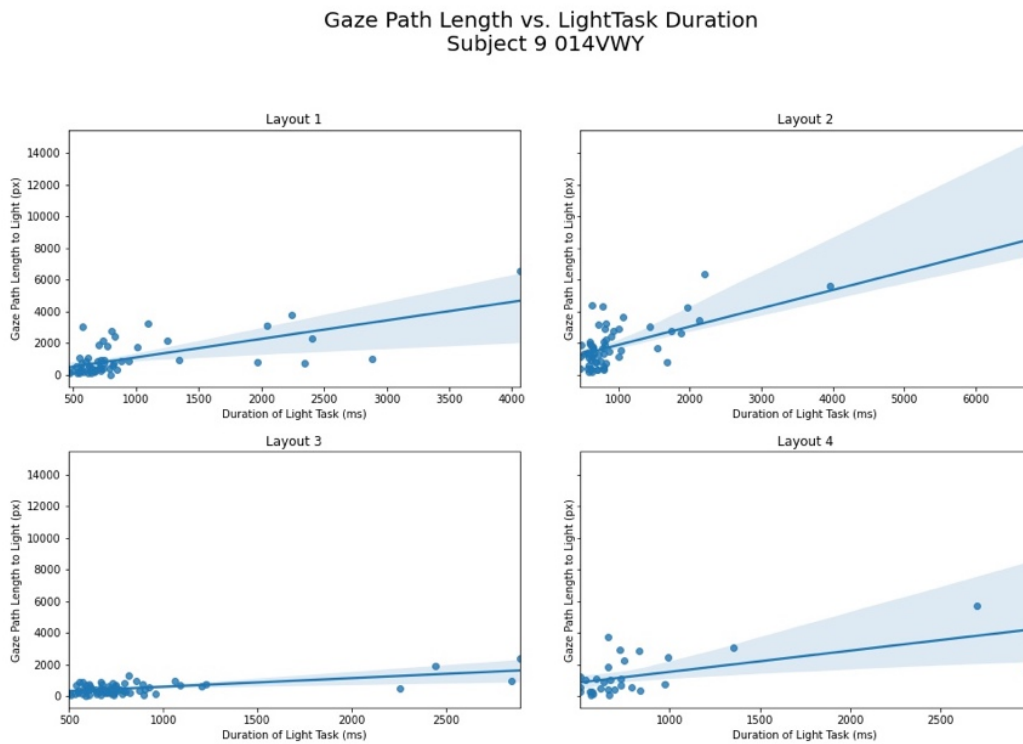 Gaze Path Length vs. LightTask Duration
Subject 9 014VWY
Layout 1
14000
12000
10000
8000
6000
4000
2000
0
Gaze Path Length to Light (px)
500 1000 1500 2000 2500 3000 3500 4000
Duration of Light Task (ms)
Layout 2
Gaze Path Length to Light (px)
1000 2000 3000 4000 5000 6000
Duration of Light Task (ms)
Layout 3
14000
12000
10000
8000
6000
4000
2000
0
Gaze Path Length to Light (px)
500 1000 1500 2000 2500
Duration of Light Task (ms)
Layout 4
Gaze Path Length to Light (px)
1000 1500 2000 2500
Duration of Light Task (ms)